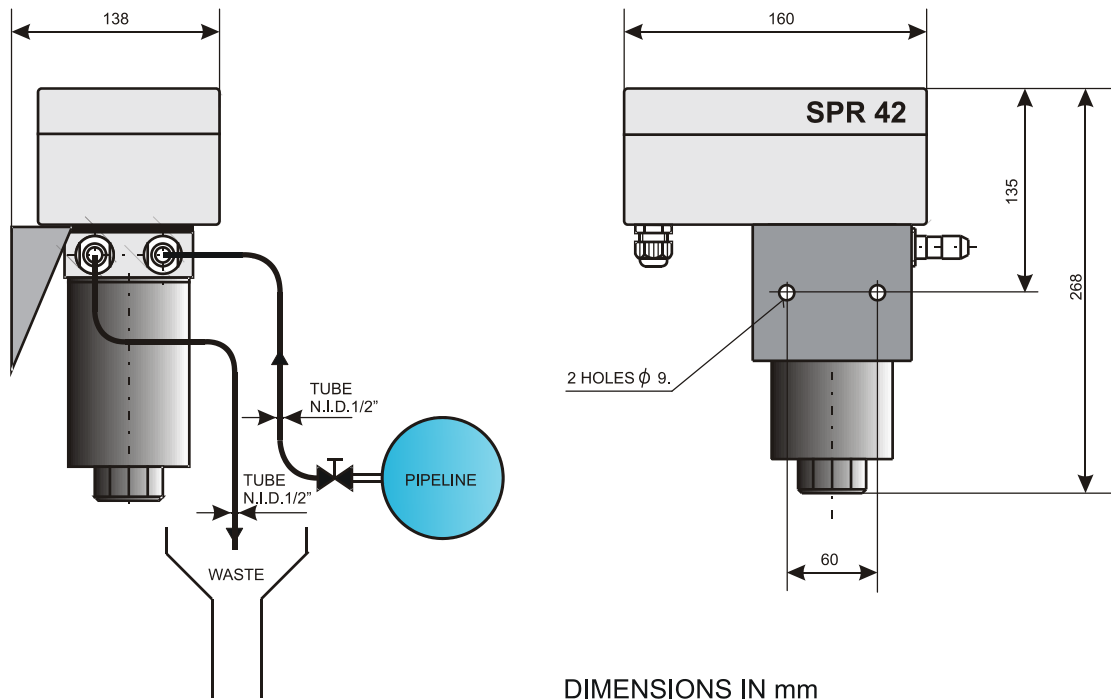 138
160
SPR 42
135
268
2 HOLES ϕ 9.
TUBE
N.I.D.1/2"
PIPELINE
TUBE
N.I.D.1/2"
WASTE
60
DIMENSIONS IN mm